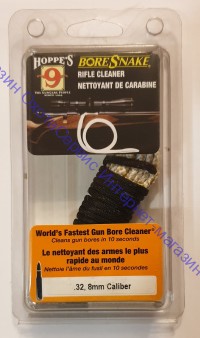 HOPPE'S
9
BORESNAKE
RIFLE CLEANER
NETTOYANT DE CARABINE
World's Fastest Gun Bore Cleaner
Cleans gun bores in 10 seconds
Le nettoyant des armes le plus
rapide au monde
Nettoie l'âme du fusil en 10 secondes
.32, 8mm Caliber